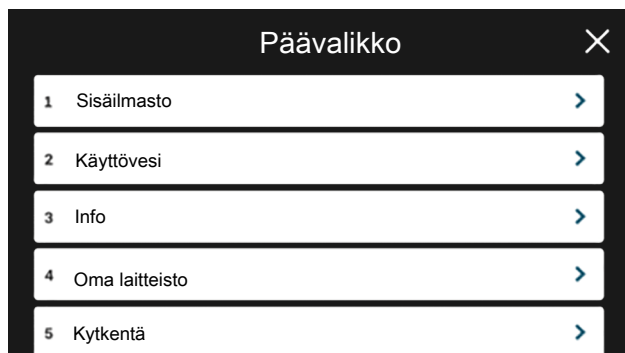 Päävalikko
1 Sisäilmasto
2 Käyttövesi
3 Info
4 Oma laitteisto
5 Kytkentä